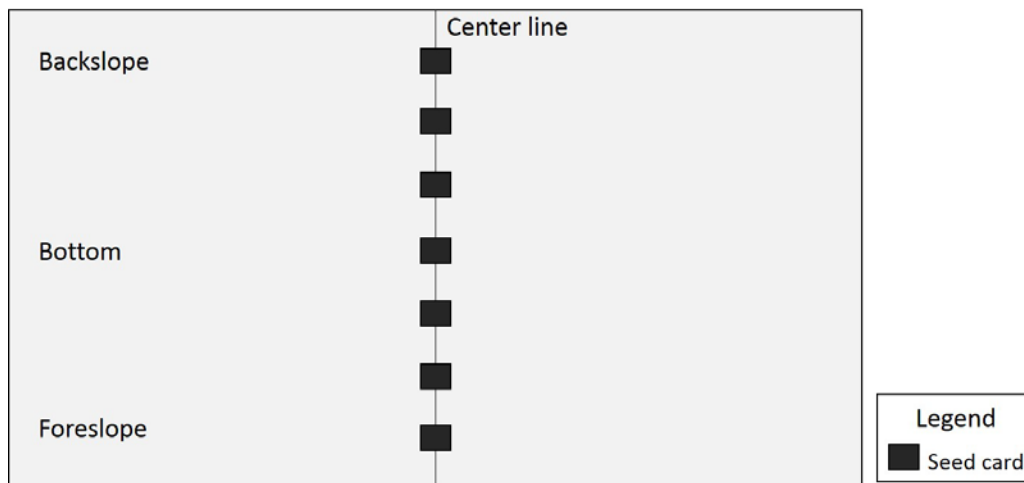 Center line
Backslope
Bottom
Foreslope
Legend
Seed card